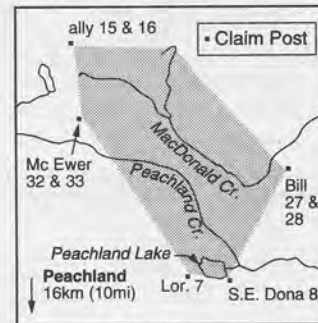 ally 15 & 16
Claim Post
MacDonald Cr.
Mc Ewer
32 & 33
Peachland Cr.
Bill
27 &
28
Peachland Lake
Peachland
16km (10mi)
Lor. 7
S.E. Dona 8